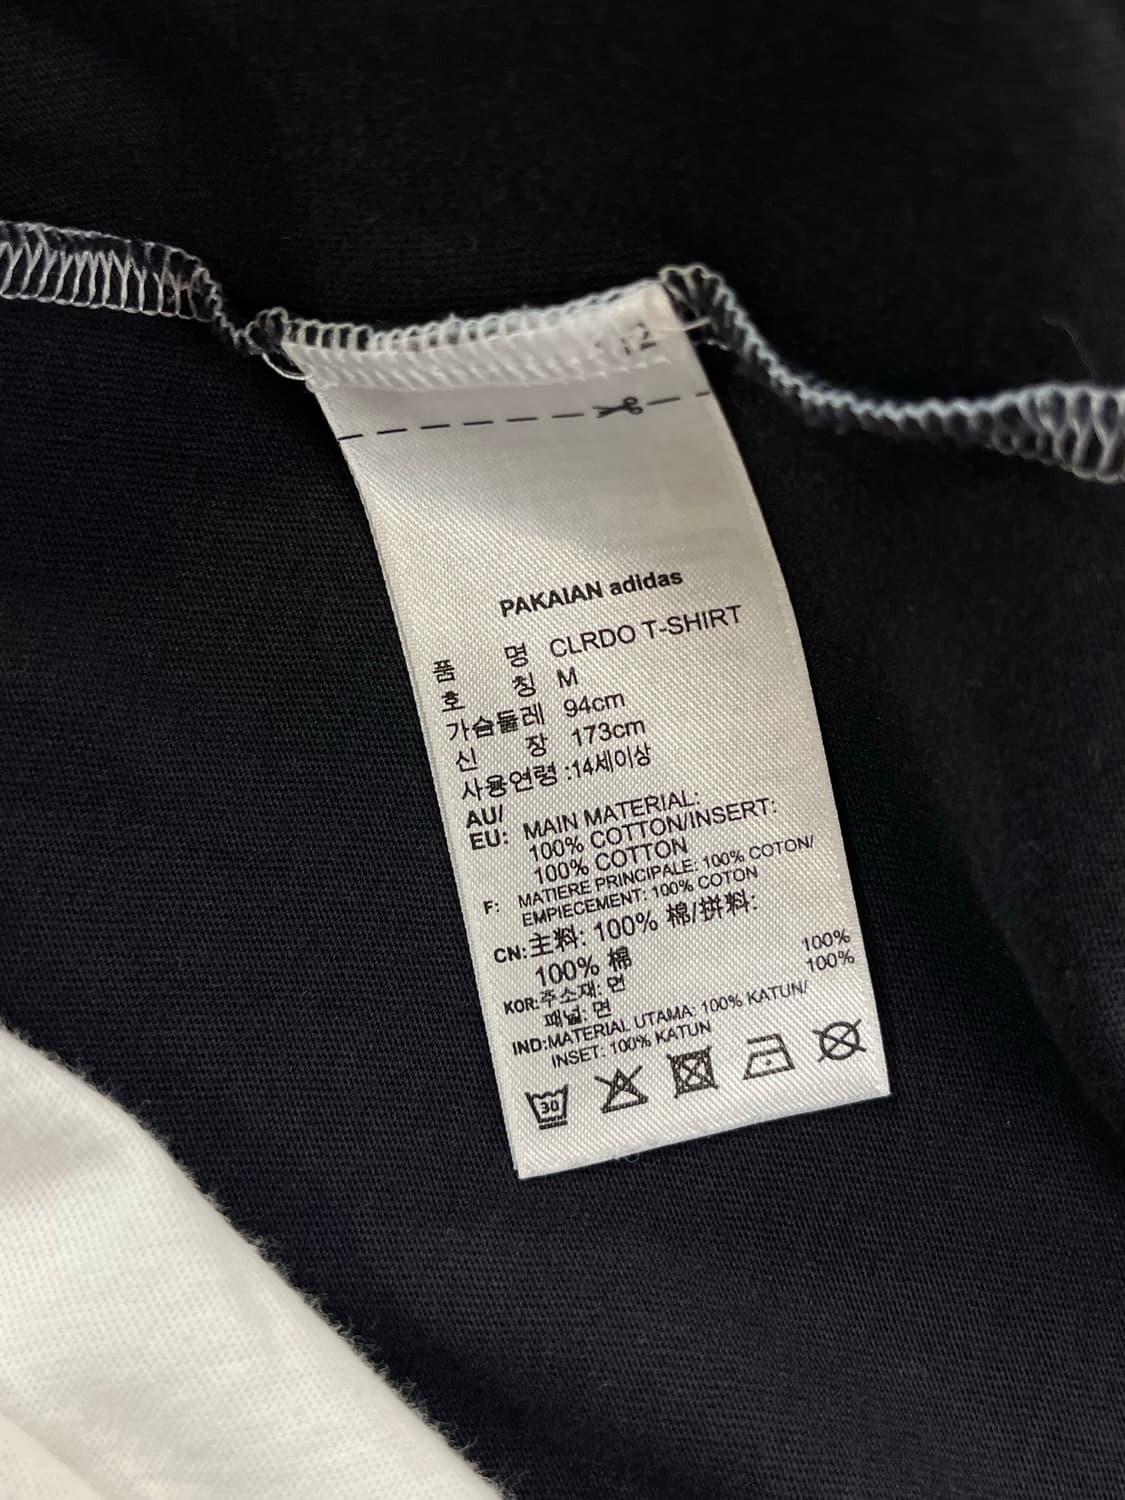 12
PAKAIAN adidas
품 명 CLRDO T-SHIRT
호 칭 M
가슴둘레 94cm
신 장 173cm
사용연령 :14세이상
AU/
EU: MAIN MATERIAL:
100% COTTON/INSERT:
100% COTTON
F: MATIERE PRINCIPALE: 100% COTON/
EMPIECEMENT: 100% COTON
CN:主料: 100% 棉/拼料:
100% 棉
KOR:주소재: 면 100%
패널: 면 100%
IND:MATERIAL UTAMA: 100% KATUN/
INSET: 100% KATUN
30